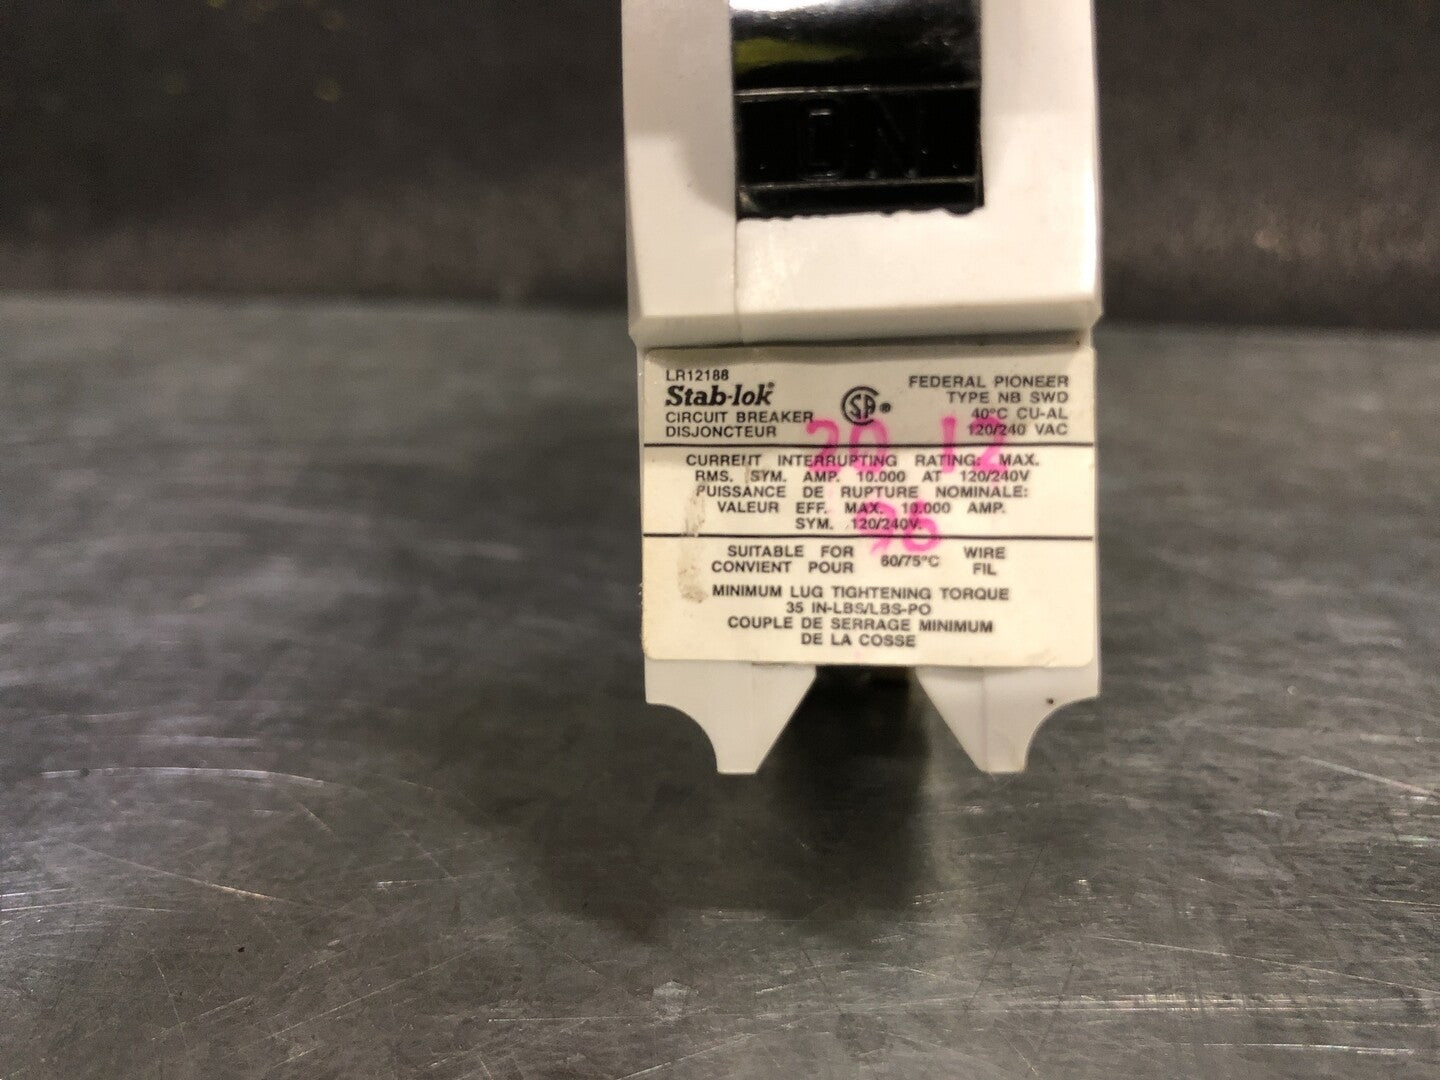 ON
LR12188
Stab-lok®
CIRCUIT BREAKER
DISJONCTEUR
SA®
FEDERAL PIONEER
TYPE NB SWD
40°C CU-AL
120/240 VAC
20 12
96
CURRENT INTERRUPTING RATING: MAX.
RMS. SYM. AMP. 10.000 AT 120/240V
PUISSANCE DE RUPTURE NOMINALE:
VALEUR EFF. MAX. 10.000 AMP.
SYM. 120/240V.
SUITABLE FOR 60/75°C WIRE
CONVIENT POUR FIL
MINIMUM LUG TIGHTENING TORQUE
35 IN-LBS/LBS-PO
COUPLE DE SERRAGE MINIMUM
DE LA COSSE